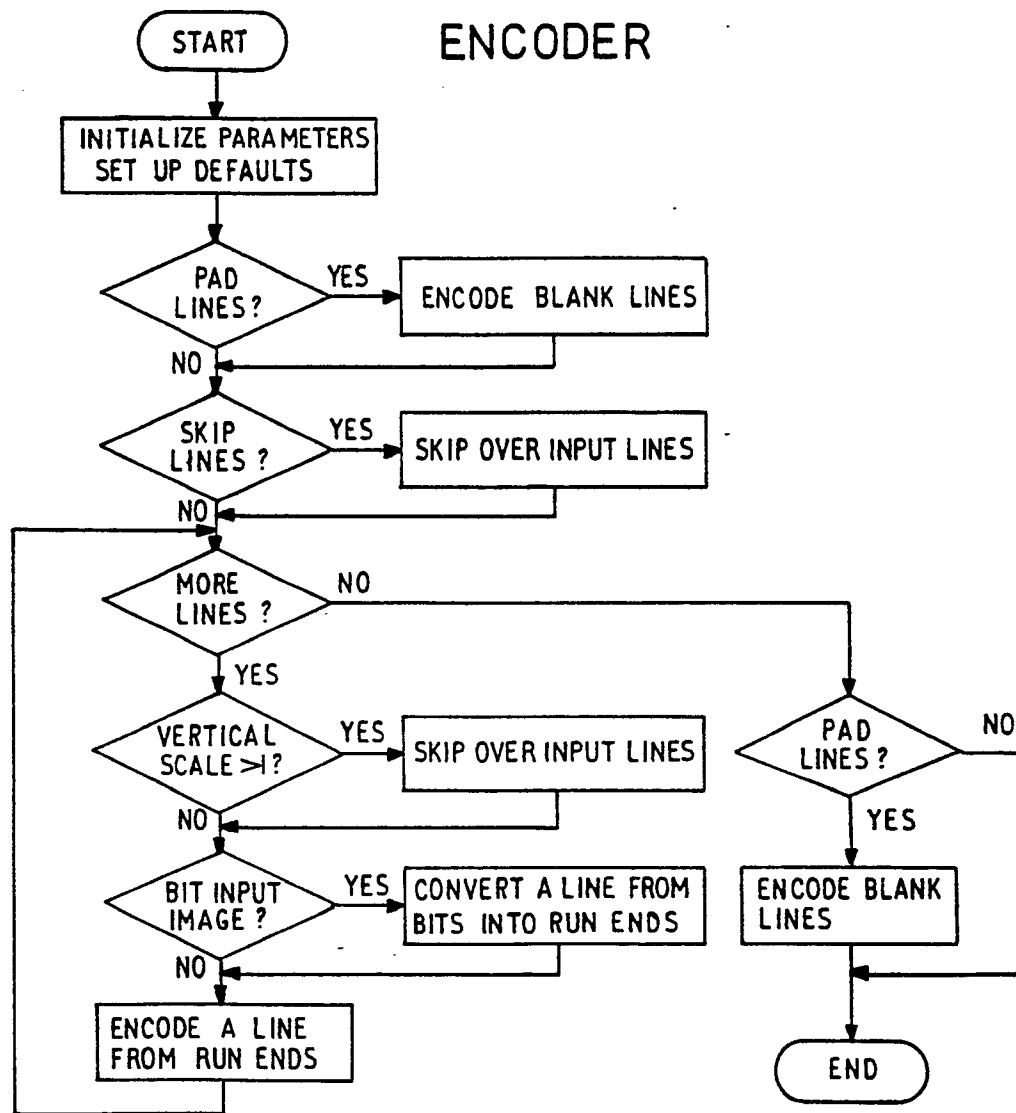 ENCODER
START
INITIALIZE PARAMETERS
SET UP DEFAULTS
PAD
LINES?
YES
ENCODE BLANK LINES
NO
SKIP
LINES?
YES
SKIP OVER INPUT LINES
NO
MORE
LINES?
NO
YES
VERTICAL
SCALE >1?
YES
SKIP OVER INPUT LINES
NO
PAD
LINES?
NO
YES
BIT INPUT
IMAGE?
YES
CONVERT A LINE FROM
BITS INTO RUN ENDS
NO
ENCODE BLANK
LINES
ENCODE A LINE
FROM RUN ENDS
END